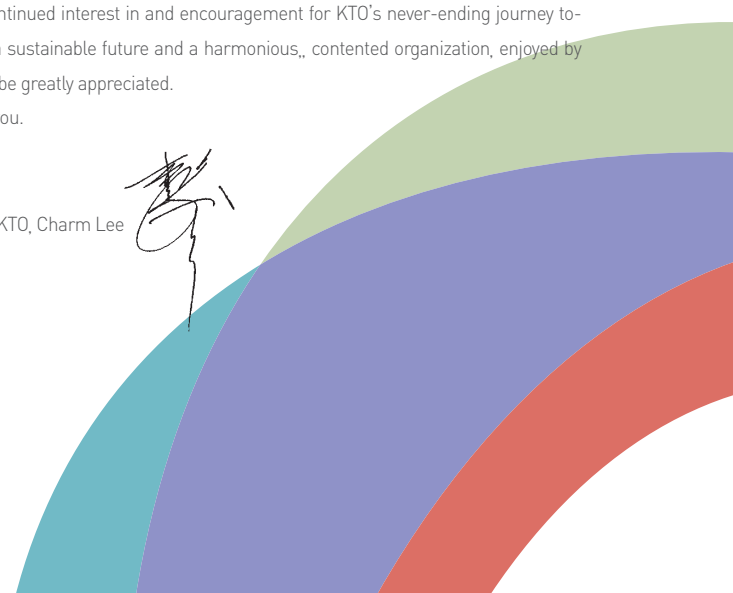 ntinued interest in and encouragement for KTO's never-ending journey to-
sustainable future and a harmonious,, contented organization, enjoyed by
be greatly appreciated.
ou.
KTO, Charm Lee